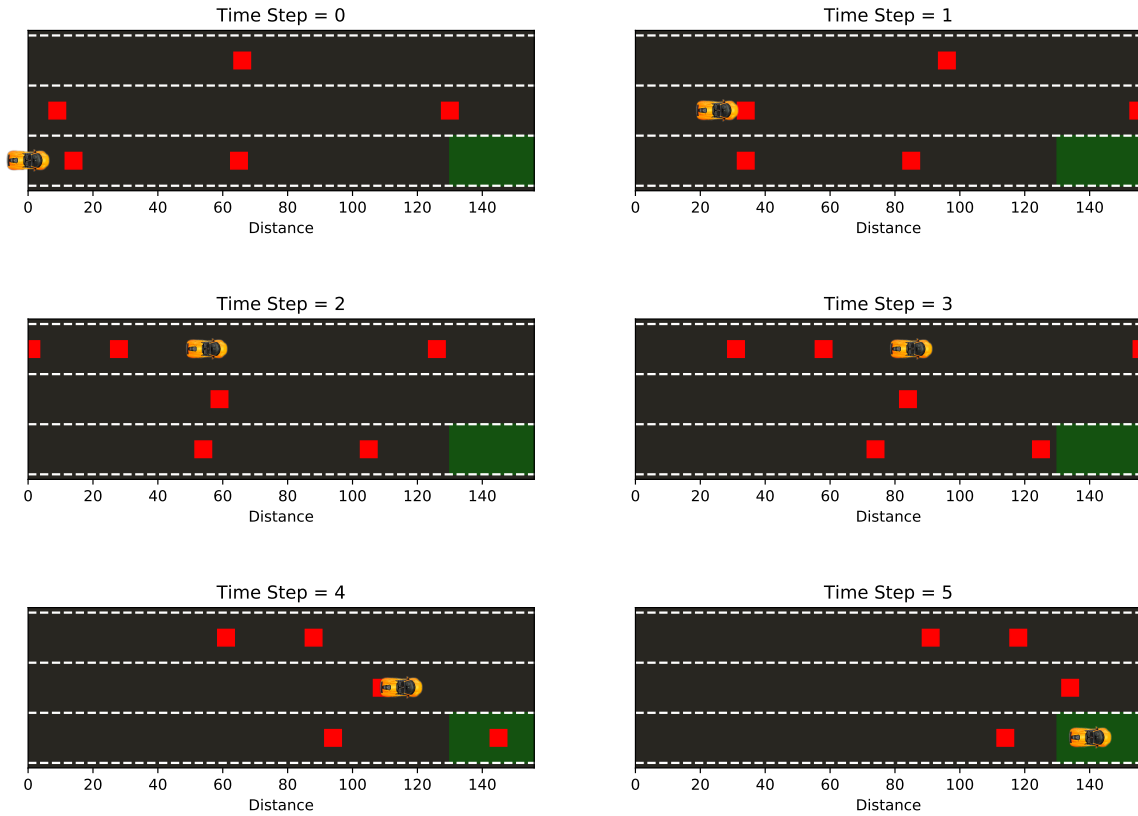 Time Step = 0
0 20 40 60 80 100 120 140
Distance
Time Step = 1
0 20 40 60 80 100 120 140
Distance
Time Step = 2
0 20 40 60 80 100 120 140
Distance
Time Step = 3
0 20 40 60 80 100 120 140
Distance
Time Step = 4
0 20 40 60 80 100 120 140
Distance
Time Step = 5
0 20 40 60 80 100 120 140
Distance